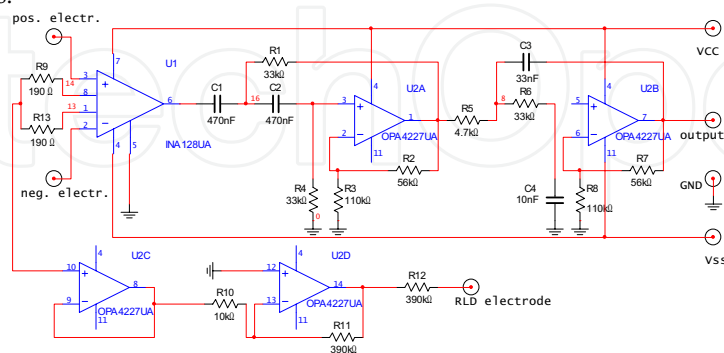 pos. electr.
VCC
R9
190 Ω
14
13
R13
190 Ω
neg. electr.
U1
7
3
8
1
2
6
4
5
INA128UA
C1
470nF
16
C2
470nF
R1
33kΩ
R4
33kΩ
0
R3
110kΩ
R2
56kΩ
U2A
4
3
2
1
11
OPA4227UA
R5
4.7kΩ
8
C3
33nF
R6
33kΩ
C4
10nF
U2B
4
5
6
7
11
OPA4227UA
R7
56kΩ
R8
110kΩ
output
GND
Vss
U2C
4
10
9
8
11
OPA4227UA
R10
10kΩ
U2D
4
12
13
14
11
OPA4227UA
R11
390kΩ
R12
390kΩ
RLD electrode